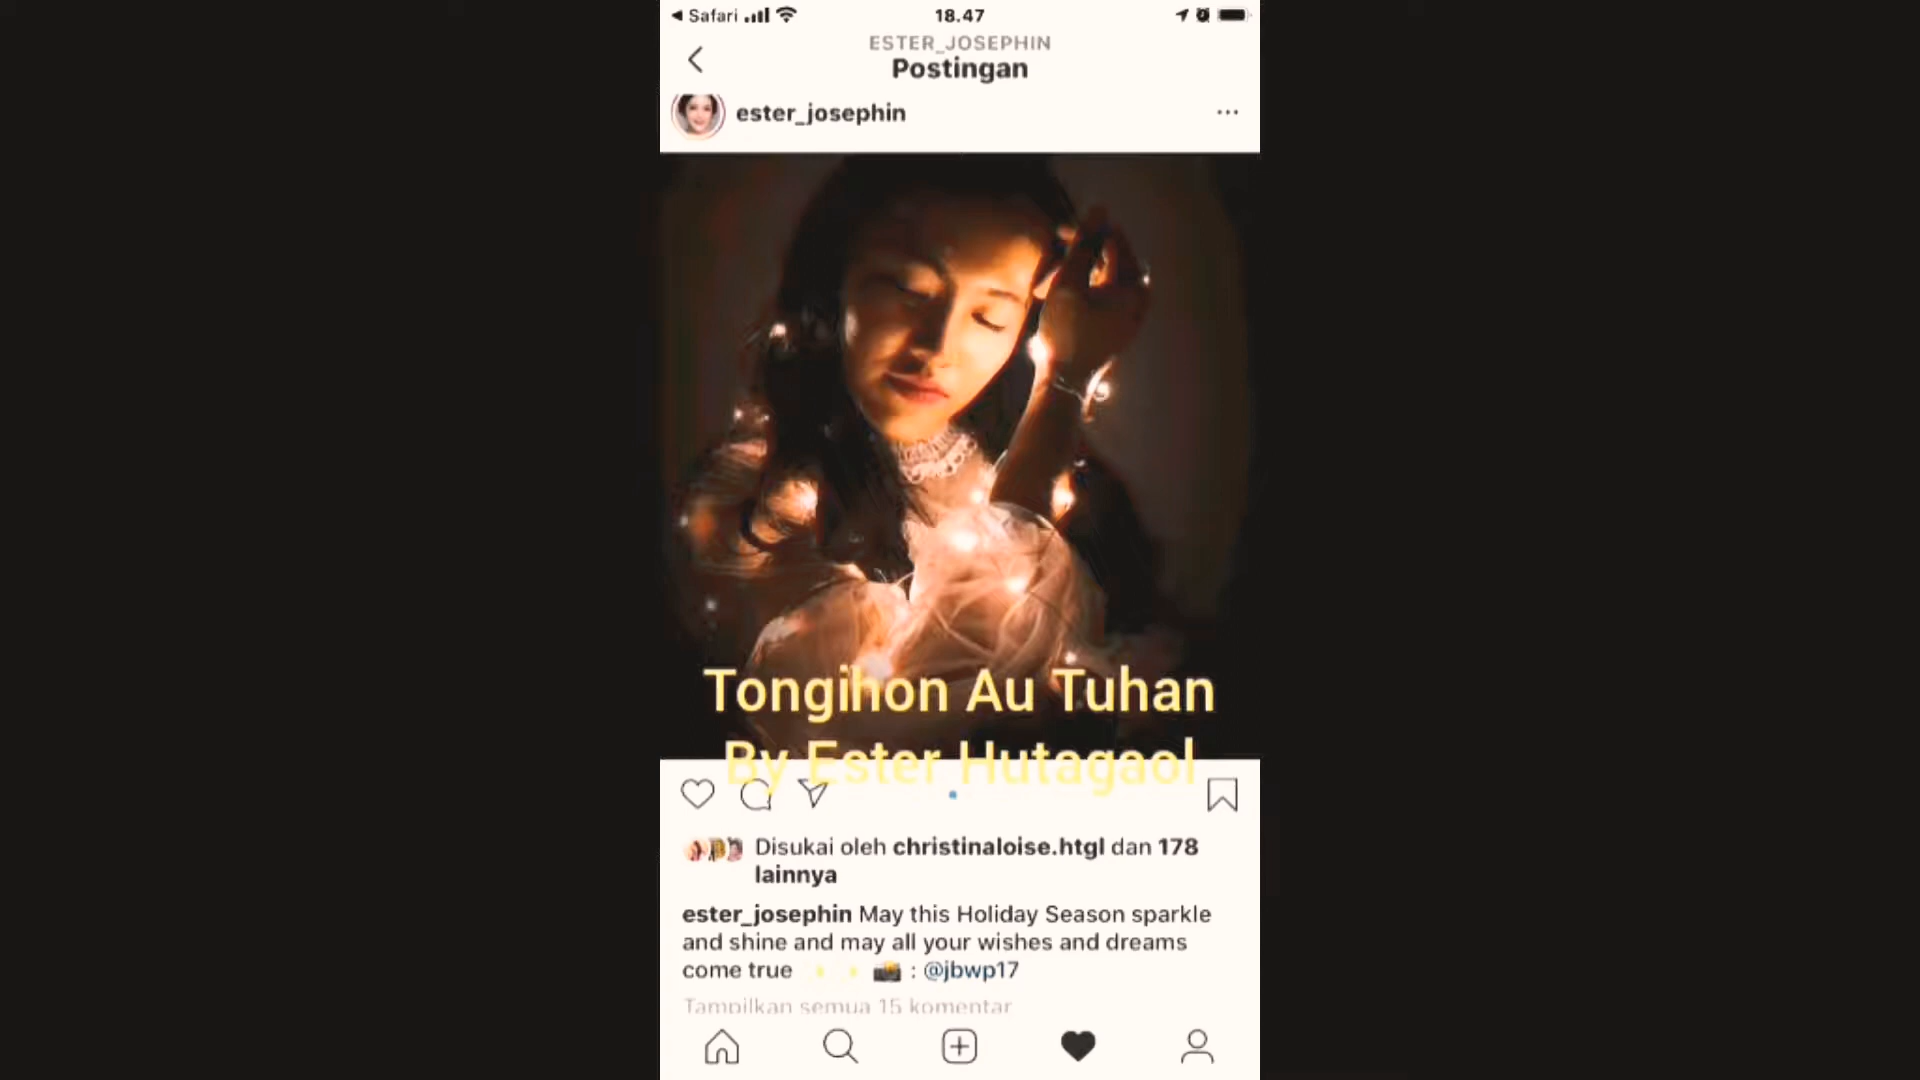 Safari
18.47
ESTER_JOSEPHIN
Postingan
ester_josephin
Tongihon Au Tuhan
By Ester Hutagaol
Disukai oleh christinaloise.htgl dan 178
lainnya
ester_josephin May this Holiday Season sparkle
and shine and may all your wishes and dreams
come true : @jbwp17
Tampilkan semua 15 komentar